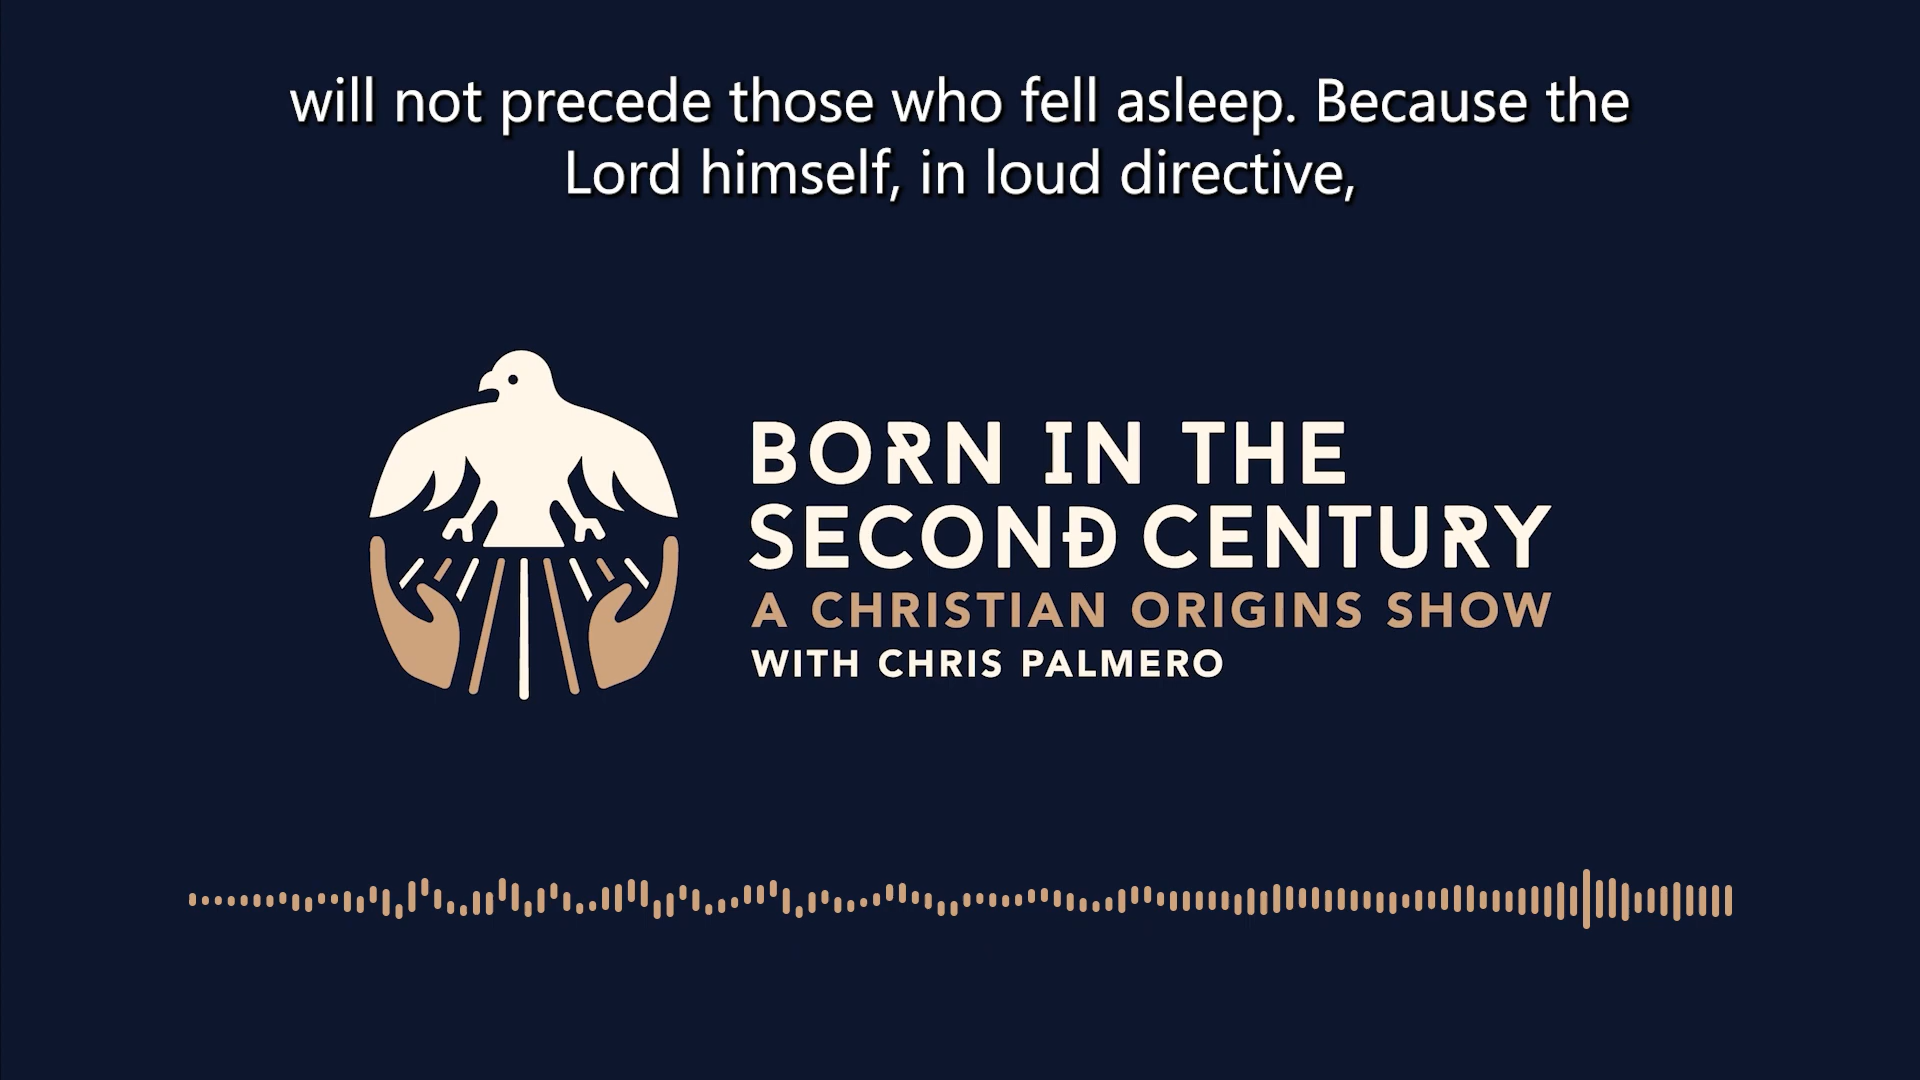 will not precede those who fell asleep. Because the
Lord himself, in loud directive,
BORN IN THE
SECOND CENTURY
A CHRISTIAN ORIGINS SHOW
WITH CHRIS PALMERO